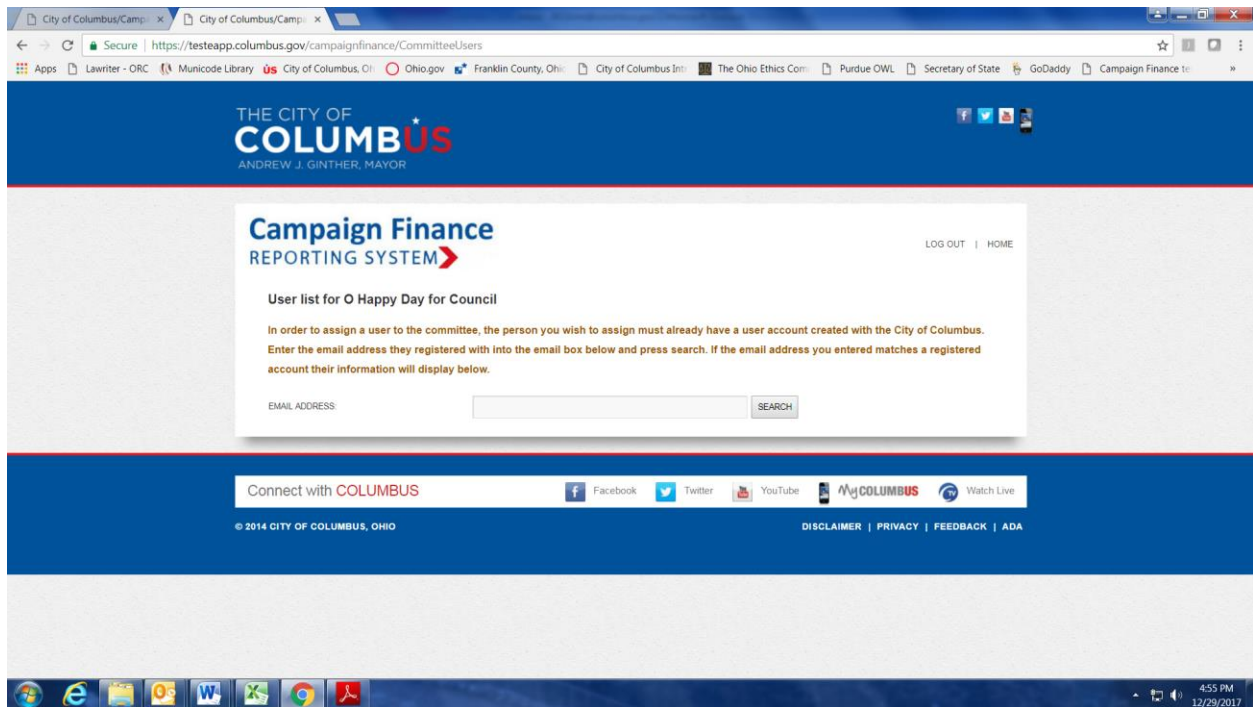 City of Columbus/Camp
City of Columbus/Camp
Secure | https://testeapp.columbus.gov/campaignfinance/CommitteeUsers
Apps Lawriter - ORC Municode Library City of Columbus, Oh Ohio.gov Franklin County, Ohi City of Columbus Int The Ohio Ethics Com Purdue OWL Secretary of State GoDaddy Campaign Finance te »
THE CITY OF
COLUMBUS
ANDREW J. GINTHER, MAYOR
Campaign Finance
REPORTING SYSTEM
LOG OUT | HOME
User list for O Happy Day for Council
In order to assign a user to the committee, the person you wish to assign must already have a user account created with the City of Columbus.
Enter the email address they registered with into the email box below and press search. If the email address you entered matches a registered
account their information will display below.
EMAIL ADDRESS: SEARCH
Connect with COLUMBUS Facebook Twitter YouTube MyCOLUMBUS Watch Live
© 2014 CITY OF COLUMBUS, OHIO DISCLAIMER | PRIVACY | FEEDBACK | ADA
4:55 PM
12/29/2017